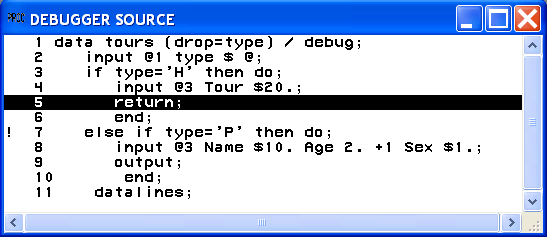 DEBUGGER SOURCE
1 data tours (drop=type) / debug;
2 input @1 type $ @;
3 if type='H' then do;
4 input @3 Tour $20.;
5 return;
6 end;
! 7 else if type='P' then do;
8 input @3 Name $10. Age 2. +1 Sex $1.;
9 output;
10 end;
11 datalines;